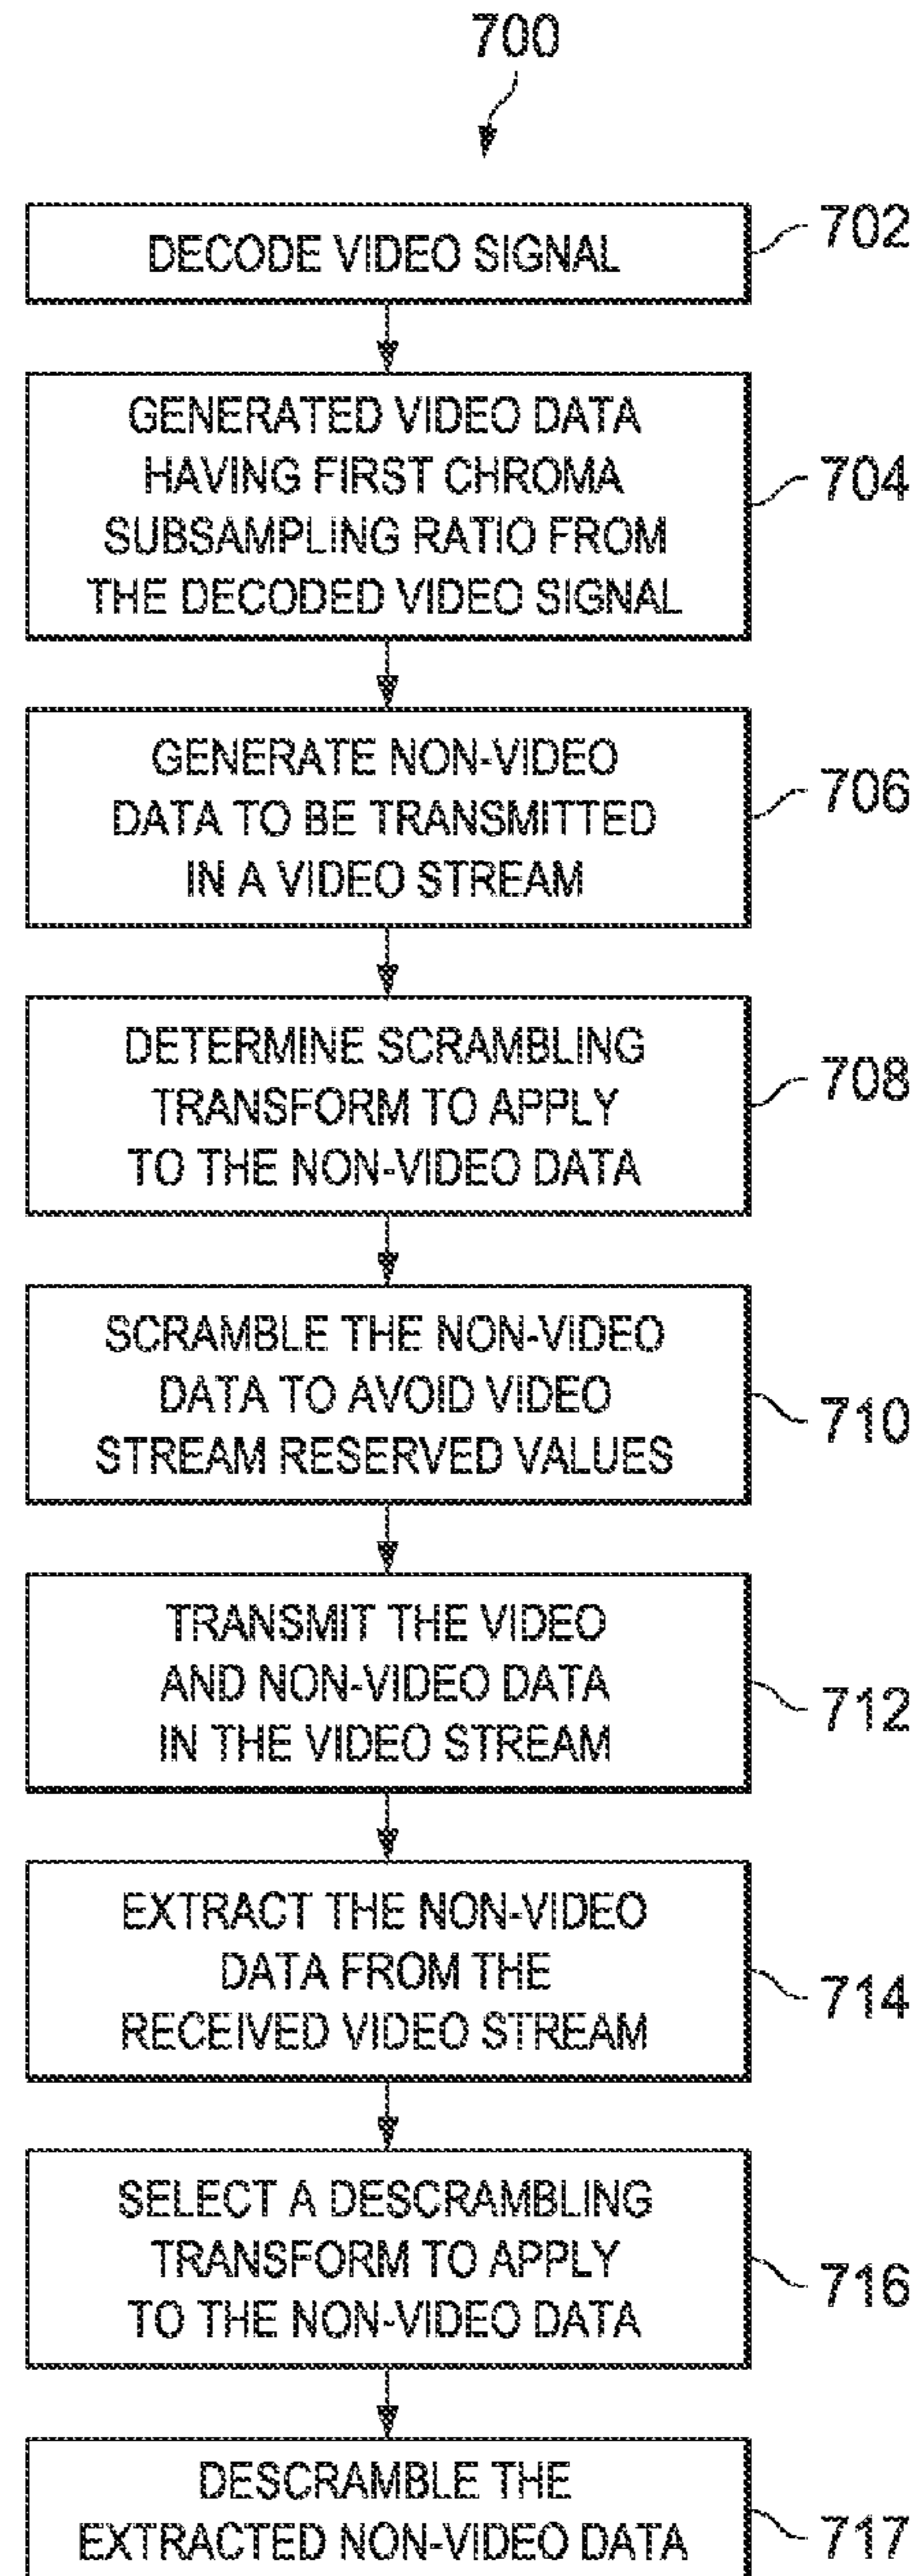 700
DECODE VIDEO SIGNAL
702
GENERATED VIDEO DATA
HAVING FIRST CHROMA
SUBSAMPLING RATIO FROM
THE DECODED VIDEO SIGNAL
704
GENERATE NON-VIDEO
DATA TO BE TRANSMITTED
IN A VIDEO STREAM
706
DETERMINE SCRAMBLING
TRANSFORM TO APPLY
TO THE NON-VIDEO DATA
708
SCRAMBLE THE NON-VIDEO
DATA TO AVOID VIDEO
STREAM RESERVED VALUES
710
TRANSMIT THE VIDEO
AND NON-VIDEO DATA
IN THE VIDEO STREAM
712
EXTRACT THE NON-VIDEO
DATA FROM THE
RECEIVED VIDEO STREAM
714
SELECT A DESCRAMBLING
TRANSFORM TO APPLY
TO THE NON-VIDEO DATA
716
DESCRAMBLE THE
EXTRACTED NON-VIDEO DATA
717